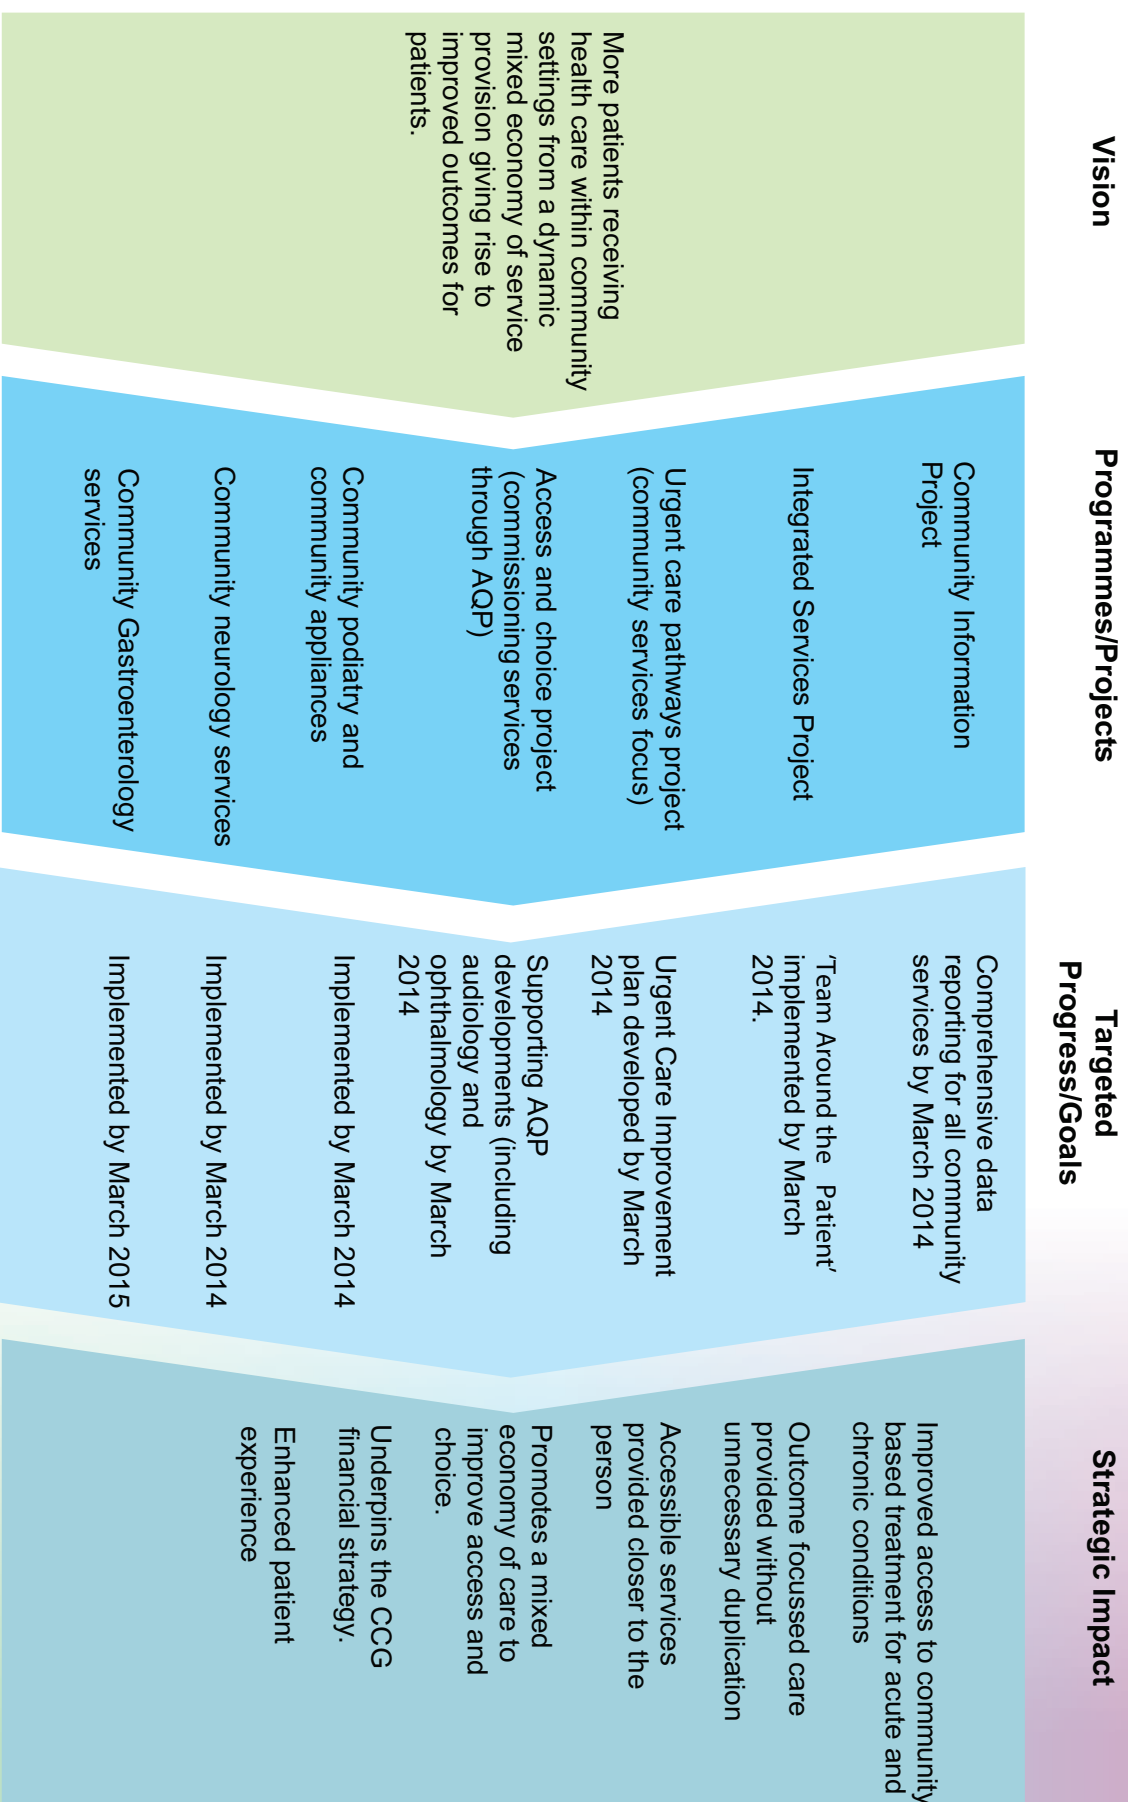 Vision
More patients receiving
health care within community
settings from a dynamic
mixed economy of service
provision giving rise to
improved outcomes for
patients.
Programmes/Projects
Community Information
Project
Integrated Services Project
Urgent care pathways project
(community services focus)
Access and choice project
(commissioning services
through AQP)
Community podiatry and
community appliances
Community neurology services
Community Gastroenterology
services
Targeted
Progress/Goals
Comprehensive data
reporting for all community
services by March 2014
‘Team Around the Patient’
implemented by March
2014.
Urgent Care Improvement
plan developed by March
2014
Supporting AQP
developments (including
audiology and
ophthalmology by March
2014
Implemented by March 2014
Implemented by March 2014
Implemented by March 2015
Strategic Impact
Improved access to community
based treatment for acute and
chronic conditions
Outcome focussed care
provided without
unnecessary duplication
Accessible services
provided closer to the
person
Promotes a mixed
economy of care to
improve access and
choice.
Underpins the CCG
financial strategy.
Enhanced patient
experience